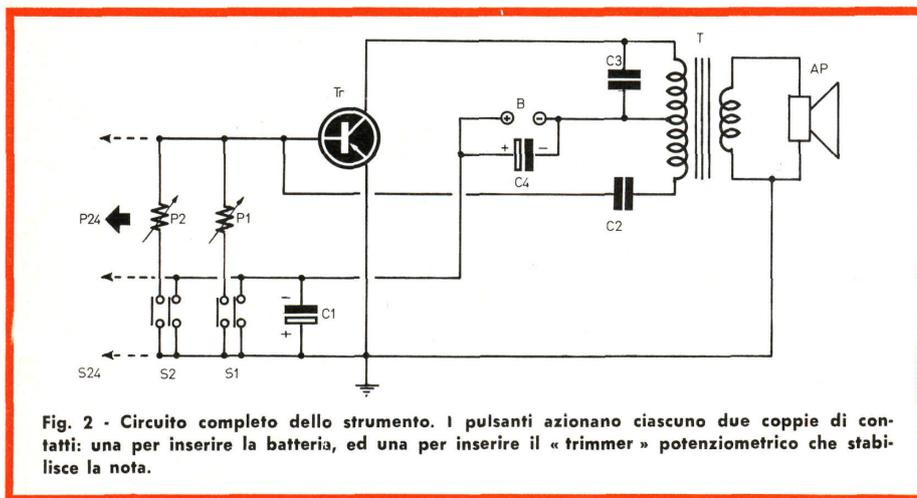 T
C3
AP
Tr
B
+ −
+ −
C4
C2
P24 P2 P1
−
C1
+
S24 S2 S1
Fig. 2 - Circuito completo dello strumento. I pulsanti azionano ciascuno due coppie di con-
tatti: una per inserire la batteria, ed una per inserire il « trimmer » potenziometrico che stabi-
lisce la nota.